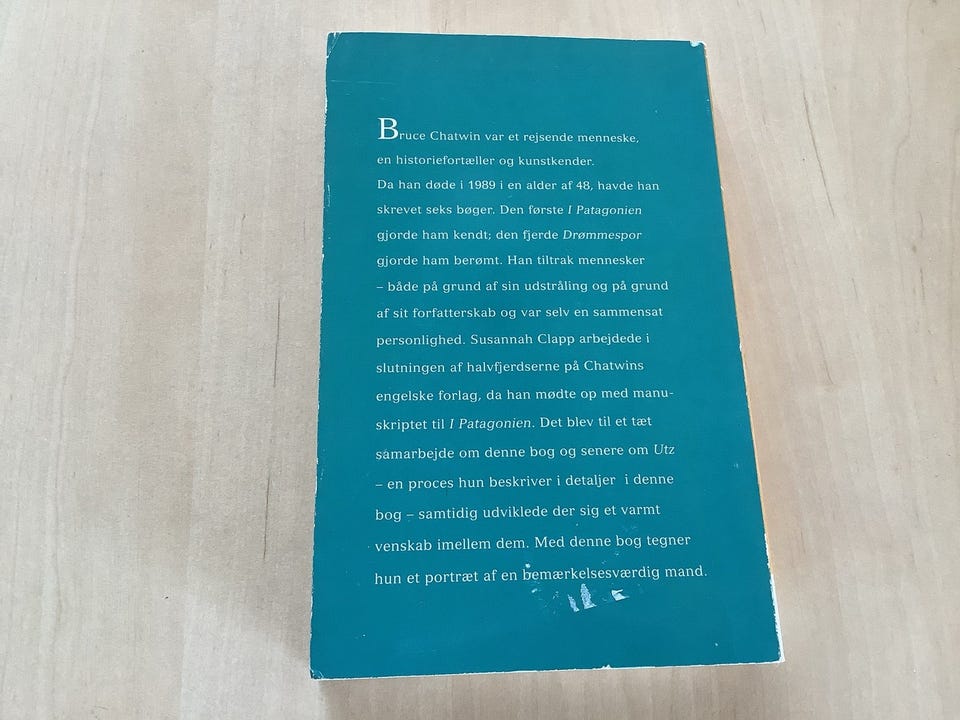 Bruce Chatwin var et rejsende menneske,
en historiefortæller og kunstkender.
Da han døde i 1989 i en alder af 48, havde han
skrevet seks bøger. Den første I Patagonien
gjorde ham kendt; den fjerde Drømmespor
gjorde ham berømt. Han tiltrak mennesker
– både på grund af sin udstråling og på grund
af sit forfatterskab og var selv en sammensat
personlighed. Susannah Clapp arbejdede i
slutningen af halvfjerdserne på Chatwins
engelske forlag, da han mødte op med manu-
skriptet til I Patagonien. Det blev til et tæt
samarbejde om denne bog og senere om Utz
– en proces hun beskriver i detaljer i denne
bog – samtidig udviklede der sig et varmt
venskab imellem dem. Med denne bog tegner
hun et portræt af en bemærkelsesværdig mand.